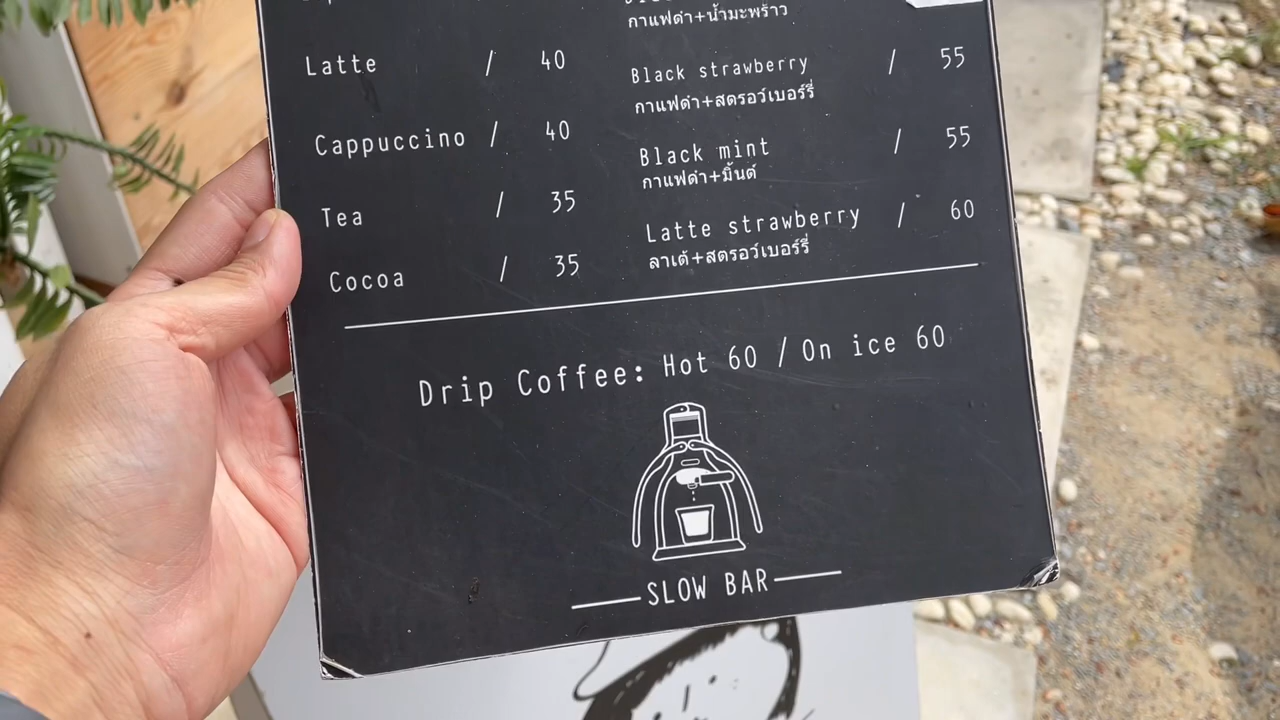 กาแฟดำ+น้ำมะพร้าว
Latte / 40
Cappuccino / 40
Tea / 35
Cocoa / 35
Black strawberry / 55
กาแฟดำ+สตรอว์เบอร์รี่
Black mint / 55
กาแฟดำ+มิ้นต์
Latte strawberry / 60
ลาเต้+สตรอว์เบอร์รี่
Drip Coffee: Hot 60 / On ice 60
SLOW BAR